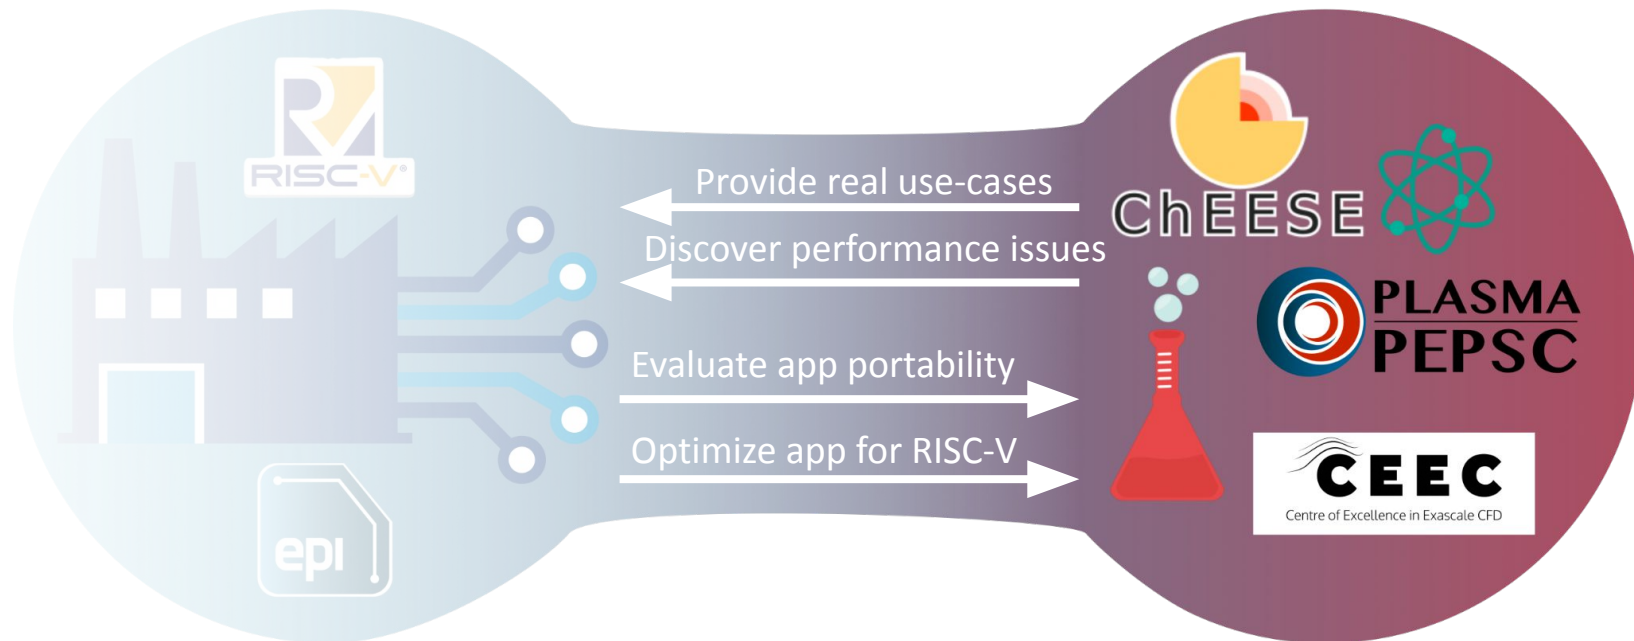 RISC-V®
epi
Provide real use-cases
Discover performance issues
Evaluate app portability
Optimize app for RISC-V
ChEESE
PLASMA
PEPSC
CEEC
Centre of Excellence in Exascale CFD